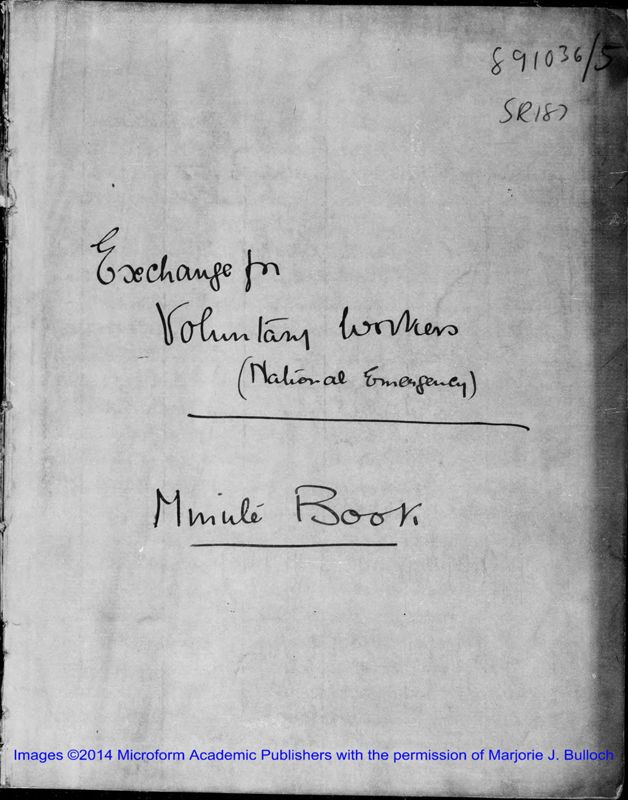 891036/5
SR187
Exchange for
Voluntary Workers
(National Emergency)
Minute Book
Images ©2014 Microform Academic Publishers with the permission of Marjorie J. Bulloch